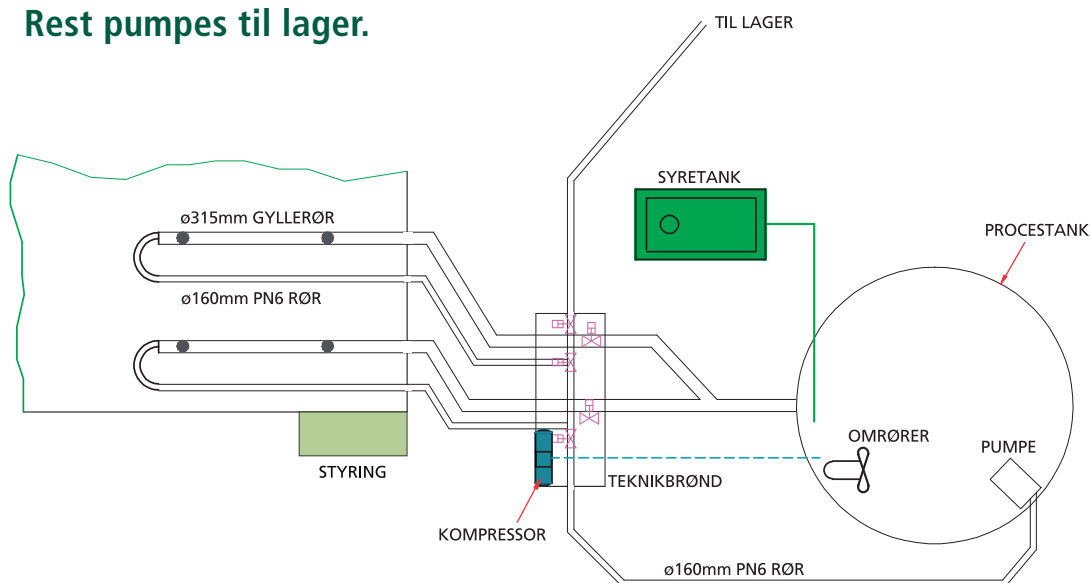 Rest pumpes til lager.
TIL LAGER
SYRETANK
PROCESTANK
ø315mm GYLLERØR
ø160mm PN6 RØR
OMRØRER
PUMPE
STYRING
TEKNIKBRØND
KOMPRESSOR
ø160mm PN6 RØR